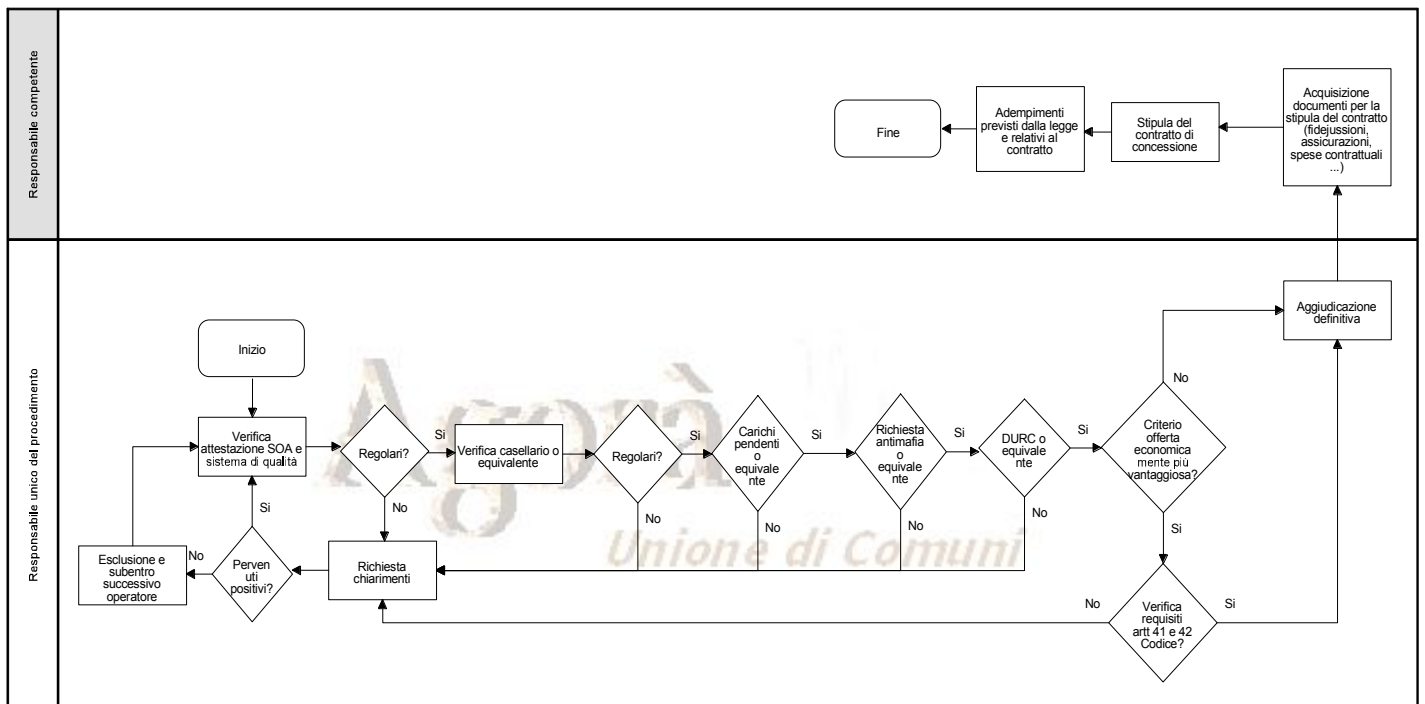 Responsabile competente
Fine
Adempimenti
previsti dalla legge
e relativi al
contratto
Stipula del
contratto di
concessione
Acquisizione
documenti per la
stipula del contratto
(fidejussioni,
assicurazioni,
spese contrattuali
...)
Responsabile unico del procedimento
Inizio
Verifica
attestazione SOA e
sistema di qualità
Regolari?
Si
No
Verifica casellario o
equivalente
Regolari?
Si
No
Carichi
pendenti
o
equivale
nte
Si
No
Richiesta
antimafia
o
equivale
nte
Si
No
DURC o
equivale
nte
Si
No
Criterio
offerta
economica
mente più
vantaggiosa?
No
Si
Aggiudicazione
definitiva
Esclusione e
subentro
successivo
operatore
No
Perven
uti
positivi?
Si
Richiesta
chiarimenti
No
Verifica
requisiti
artt 41 e 42
Codice?
Si
Agorà
Unione di Comuni